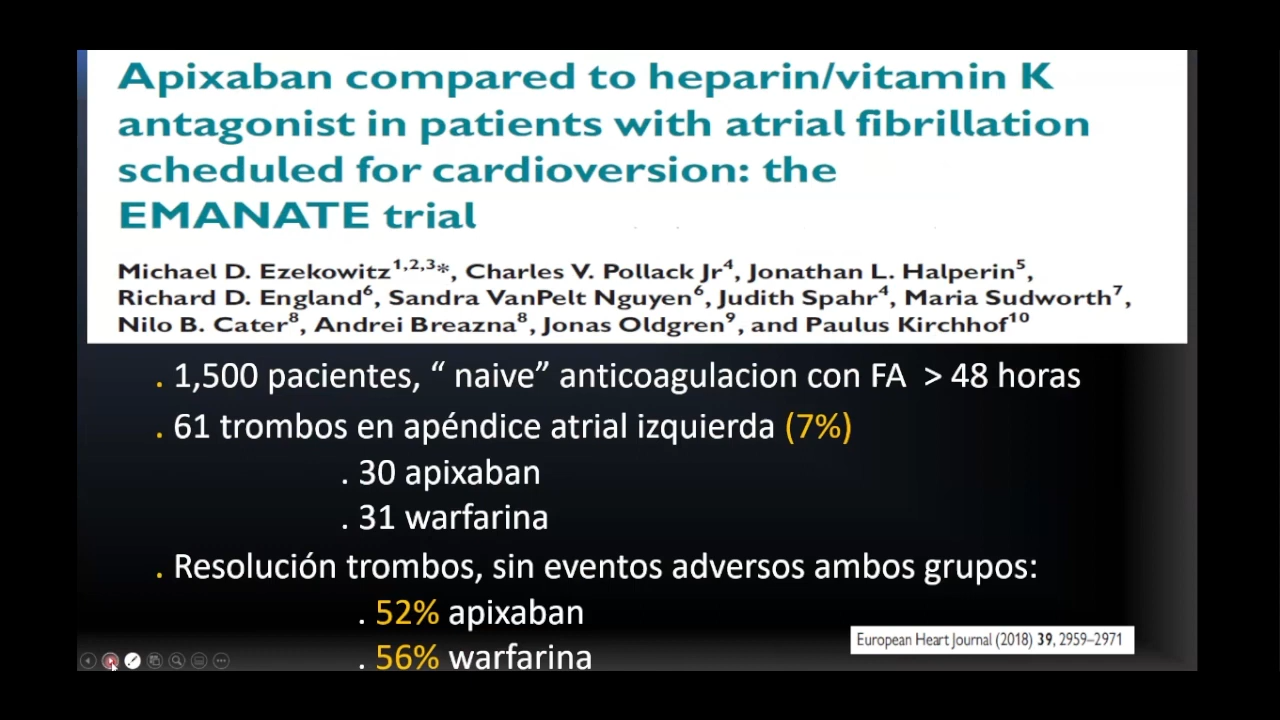 Apixaban compared to heparin/vitamin K
antagonist in patients with atrial fibrillation
scheduled for cardioversion: the
EMANATE trial
Michael D. Ezekowitz1,2,3*, Charles V. Pollack Jr4, Jonathan L. Halperin5,
Richard D. England6, Sandra VanPelt Nguyen6, Judith Spahr4, Maria Sudworth7,
Nilo B. Cater8, Andrei Breazna8, Jonas Oldgren9, and Paulus Kirchhof10
. 1,500 pacientes, “ naive” anticoagulacion con FA > 48 horas
. 61 trombos en apéndice atrial izquierda (7%)
. 30 apixaban
. 31 warfarina
. Resolución trombos, sin eventos adversos ambos grupos:
. 52% apixaban
. 56% warfarina
European Heart Journal (2018) 39, 2959–2971